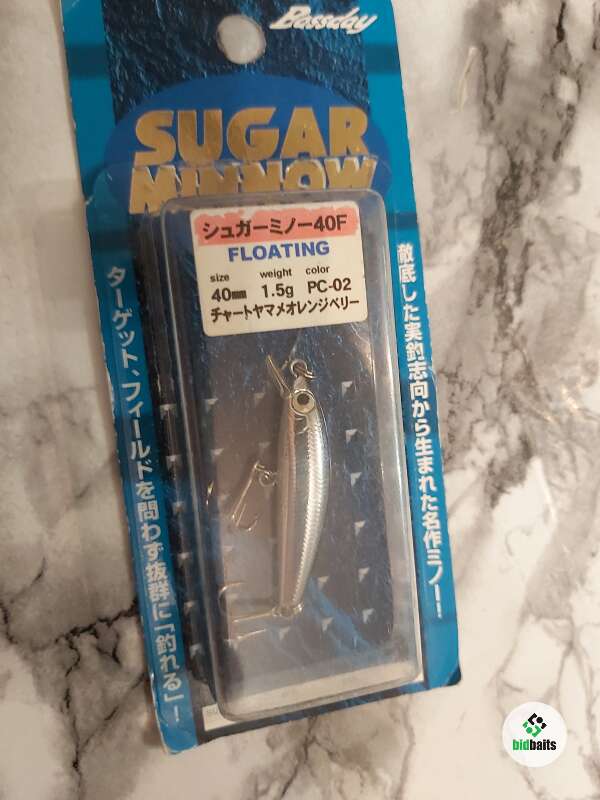 Bassday
SUGAR
MINNOW
シュガーミノー40F
FLOATING
size weight color
40mm 1.5g PC-02
チャートヤマメオレンジベリー
徹底した実釣志向から生まれた名作ミノー!
ターゲット、フィールドを問わず抜群に「釣れる」!
bidbaits